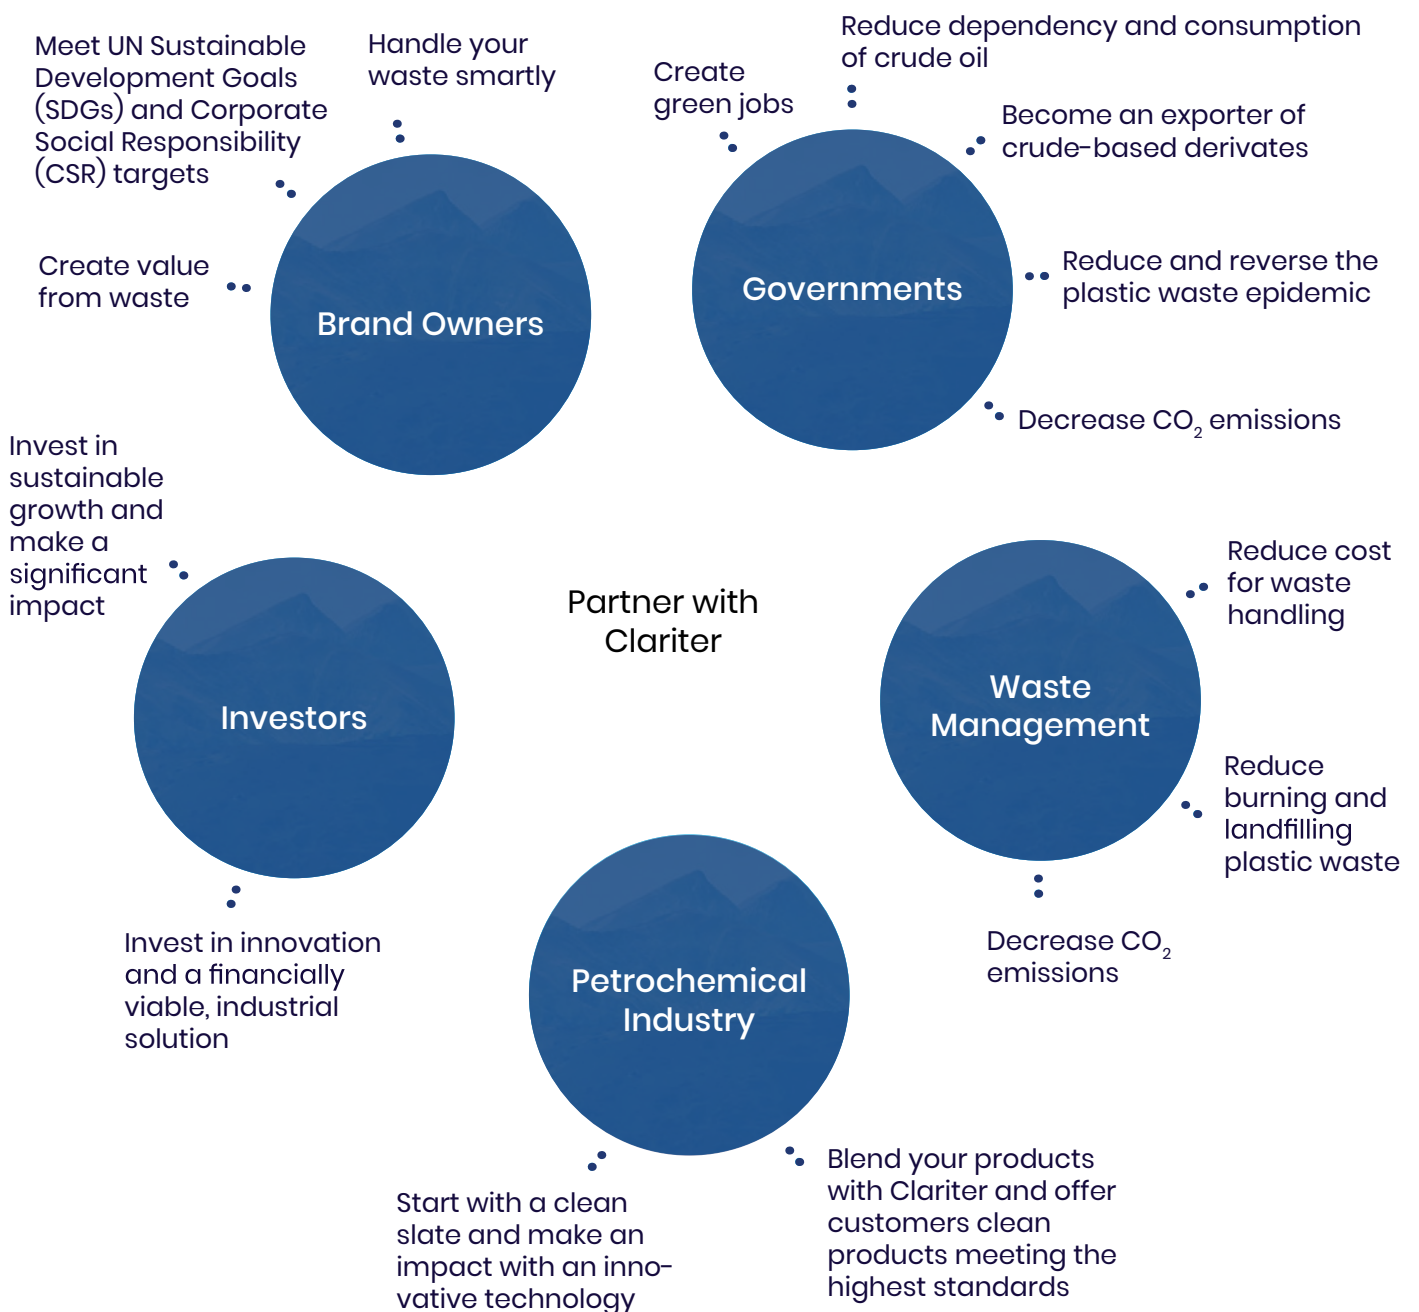 Meet UN Sustainable
Development Goals
(SDGs) and Corporate
Social Responsibility
(CSR) targets
Handle your
waste smartly
Create value
from waste
Brand Owners
Create
green jobs
Reduce dependency and consumption
of crude oil
Become an exporter of
crude-based derivates
Reduce and reverse the
plastic waste epidemic
Decrease CO₂ emissions
Governments
Invest in
sustainable
growth and
make a
significant
impact
Investors
Invest in innovation
and a financially
viable, industrial
solution
Partner with
Clariter
Reduce cost
for waste
handling
Waste
Management
Reduce
burning and
landfilling
plastic waste
Decrease CO₂
emissions
Petrochemical
Industry
Start with a clean
slate and make an
impact with an inno-
vative technology
Blend your products
with Clariter and offer
customers clean
products meeting the
highest standards